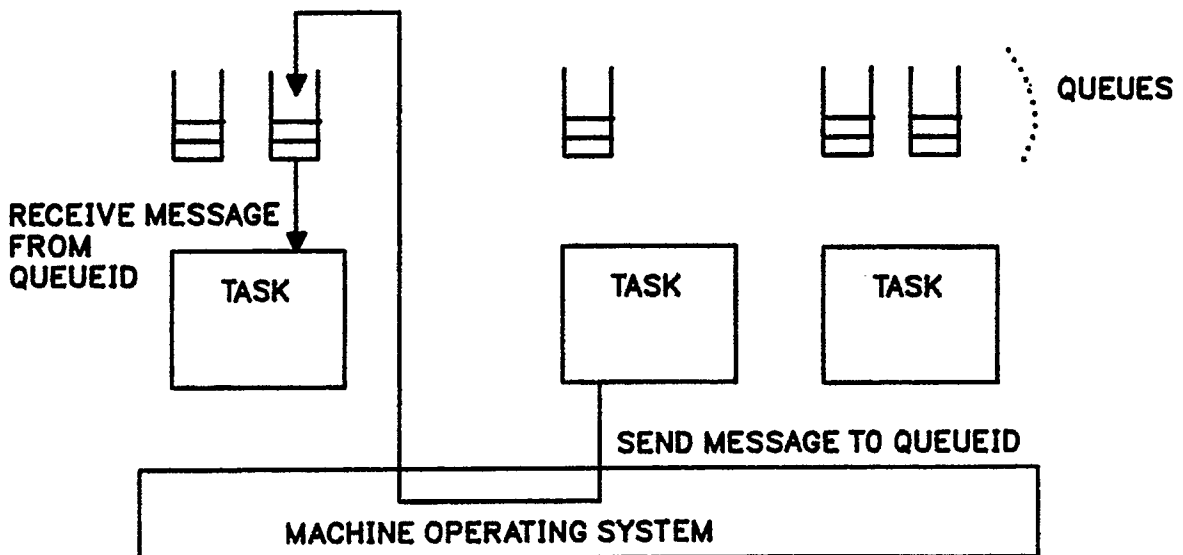 QUEUES
RECEIVE MESSAGE
FROM
QUEUEID
TASK
TASK
TASK
SEND MESSAGE TO QUEUEID
MACHINE OPERATING SYSTEM